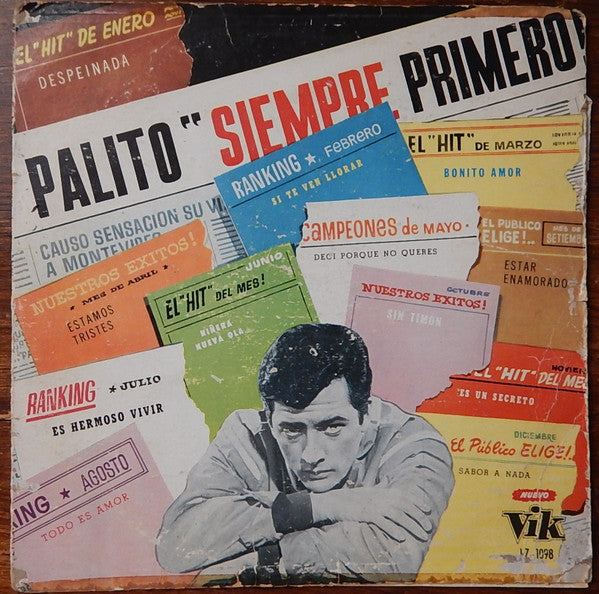 EL "HIT" DE ENERO
DESPEINADA
PALITO "SIEMPRE PRIMERO"
CAUSO SENSACION SU VI
A MONTEVIDEO
RANKING ★ FEBRERO
SI TE VEN LLORAR
EL "HIT" DE MARZO
BONITO AMOR
CAMPEONES de MAYO
DECI PORQUE NO QUERES
EL PUBLICO
ELIGE!..
MES DE
SETIEMB
ESTAR
ENAMORADO
NUESTROS EXITOS!
★ MES DE ABRIL ★
ESTAMOS
TRISTES
JUNIO
EL "HIT" DEL MES!
NIÑERA
NUEVA OLA
OCTUBRE
NUESTROS EXITOS!
SIN TIMON
RANKING ★ JULIO
ES HERMOSO VIVIR
NOVIEM
EL "HIT" DEL MES
ES UN SECRETO
KING ★ AGOSTO
TODO ES AMOR
DICIEMBRE
El Público ELIGE!.
SABOR A NADA
NUEVO
Vik
LZ-1098